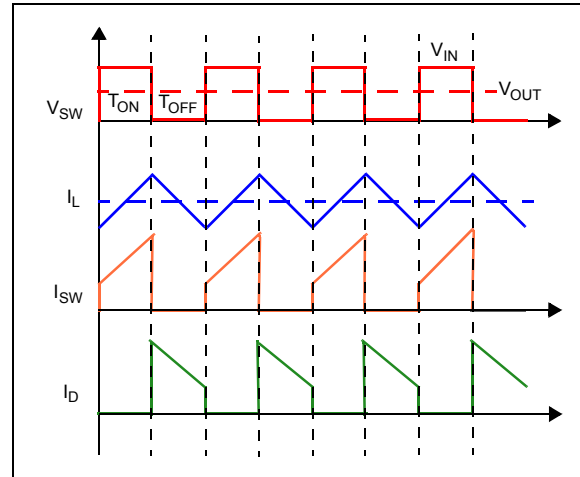 V_IN
V_OUT
V_SW
T_ON
T_OFF
I_L
I_SW
I_D